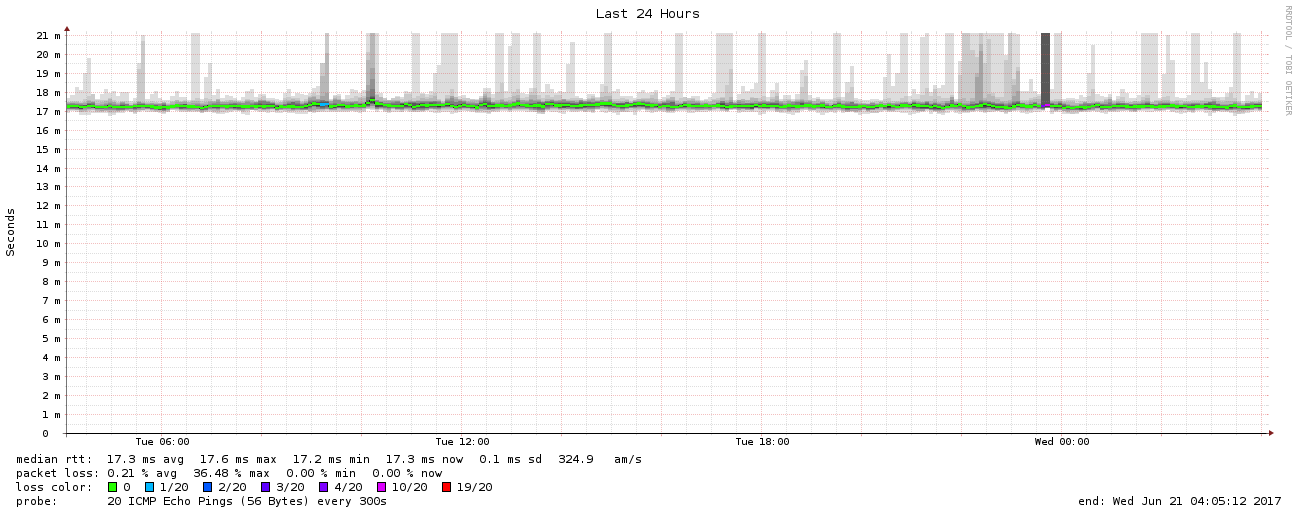 Last 24 Hours
RRDTOOL / TOBI OETIKER
Seconds
21 m
20 m
19 m
18 m
17 m
16 m
15 m
14 m
13 m
12 m
11 m
10 m
9 m
8 m
7 m
6 m
5 m
4 m
3 m
2 m
1 m
0
Tue 06:00 Tue 12:00 Tue 18:00 Wed 00:00
median rtt: 17.3 ms avg 17.6 ms max 17.2 ms min 17.3 ms now 0.1 ms sd 324.9 am/s
packet loss: 0.21 % avg 36.48 % max 0.00 % min 0.00 % now
loss color: 0 1/20 2/20 3/20 4/20 10/20 19/20
probe: 20 ICMP Echo Pings (56 Bytes) every 300s end: Wed Jun 21 04:05:12 2017